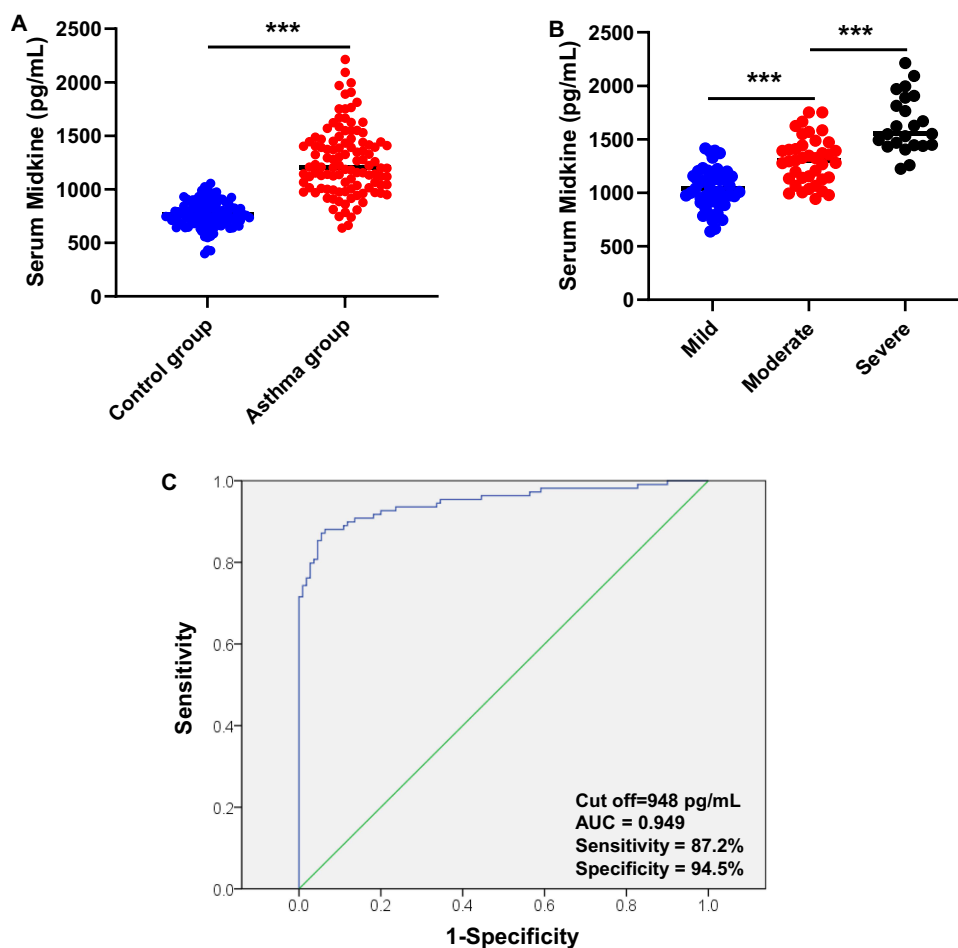 A
Serum Midkine (pg/mL)
2500
2000
1500
1000
500
0
***
Control group
Asthma group
B
Serum Midkine (pg/mL)
2500
2000
1500
1000
500
0
***
***
Mild
Moderate
Severe
C
Sensitivity
1.0
0.8
0.6
0.4
0.2
0.0
Cut off=948 pg/mL
AUC = 0.949
Sensitivity = 87.2%
Specificity = 94.5%
0.0 0.2 0.4 0.6 0.8 1.0
1-Specificity